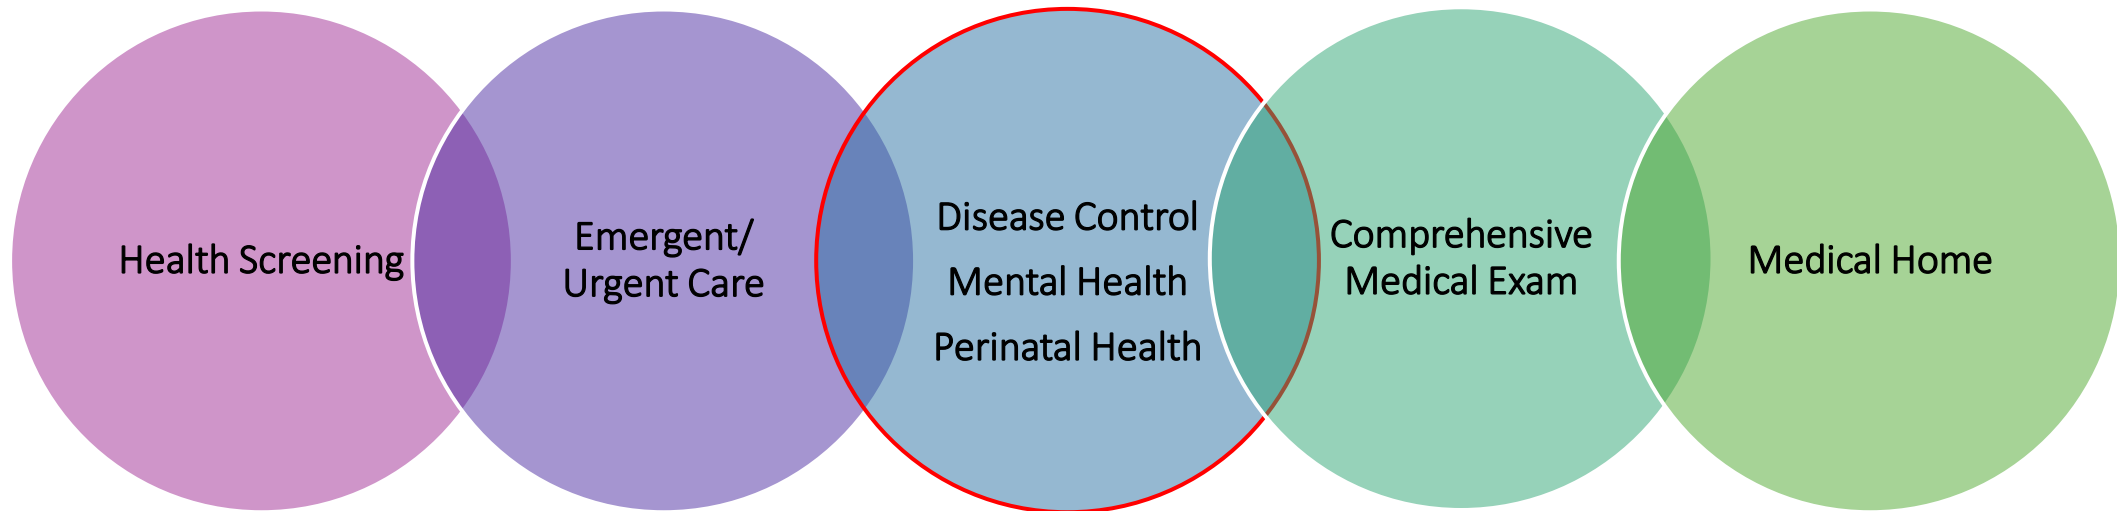 Health Screening
Emergent/
Urgent Care
Disease Control
Mental Health
Perinatal Health
Comprehensive
Medical Exam
Medical Home